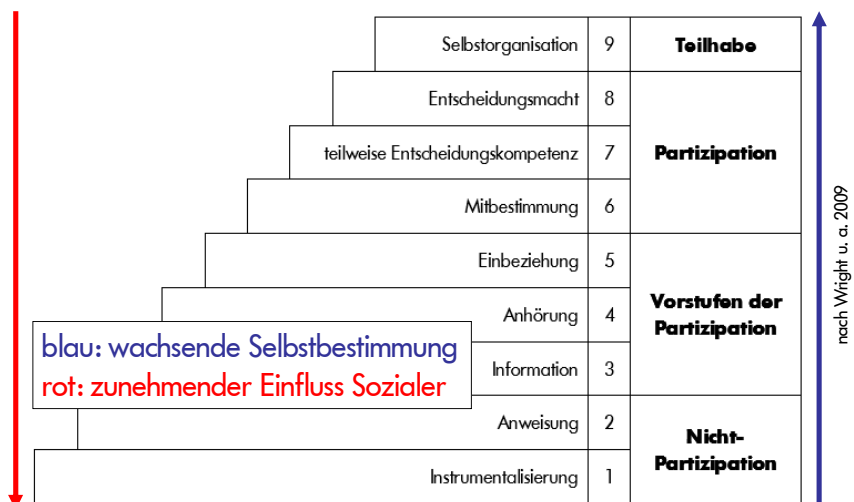 Selbstorganisation 9 Teilhabe
Entscheidungsmacht 8
teilweise Entscheidungskompetenz 7 Partizipation
Mitbestimmung 6
Einbeziehung 5
Anhörung 4 Vorstufen der
Partizipation
Information 3
Anweisung 2 Nicht-
Partizipation
Instrumentalisierung 1
blau: wachsende Selbstbestimmung
rot: zunehmender Einfluss Sozialer
nach Wright u. a. 2009